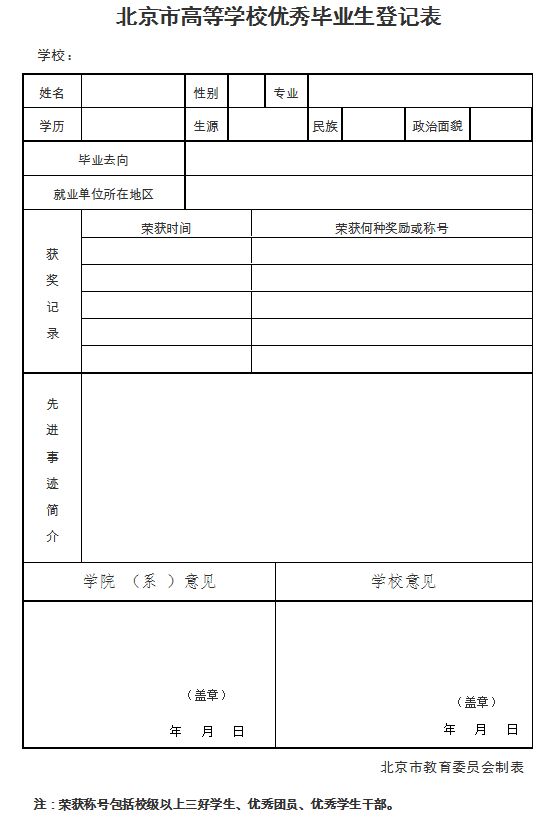 北京市高等学校优秀毕业生登记表
学校：
姓名 性别 专业
学历 生源 民族 政治面貌
毕业去向
就业单位所在地区
获奖记录
荣获时间 荣获何种奖励或称号
先进事迹简介
学院 （系 ）意见 学校意见
（盖章） （盖章）
年 月 日 年 月 日
北京市教育委员会制表
注：荣获称号包括校级以上三好学生、优秀团员、优秀学生干部。